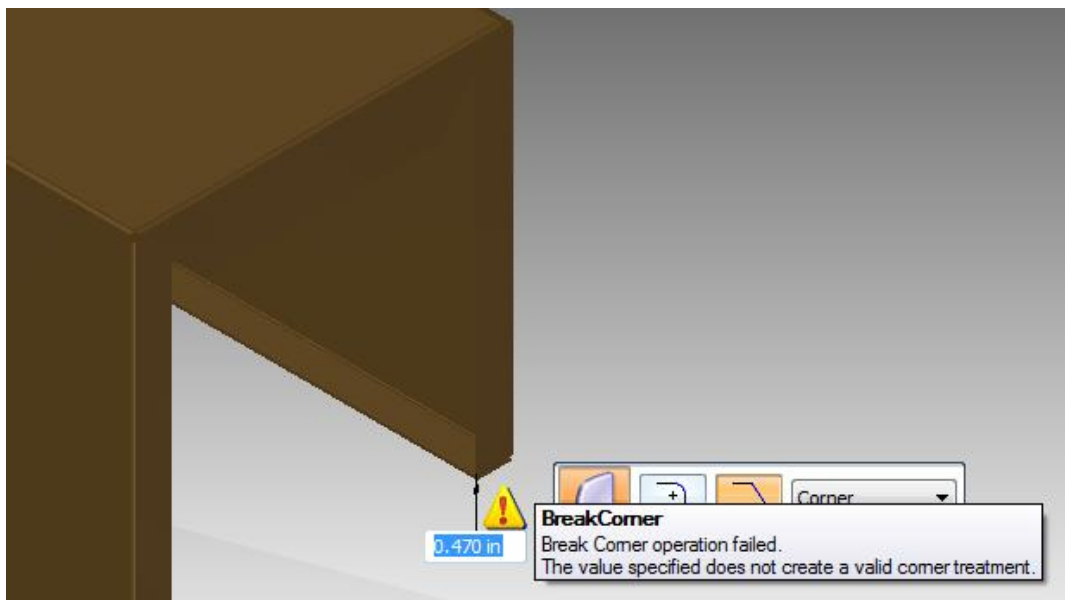 Corner
BreakCorner
0.470 in
Break Corner operation failed.
The value specified does not create a valid corner treatment.